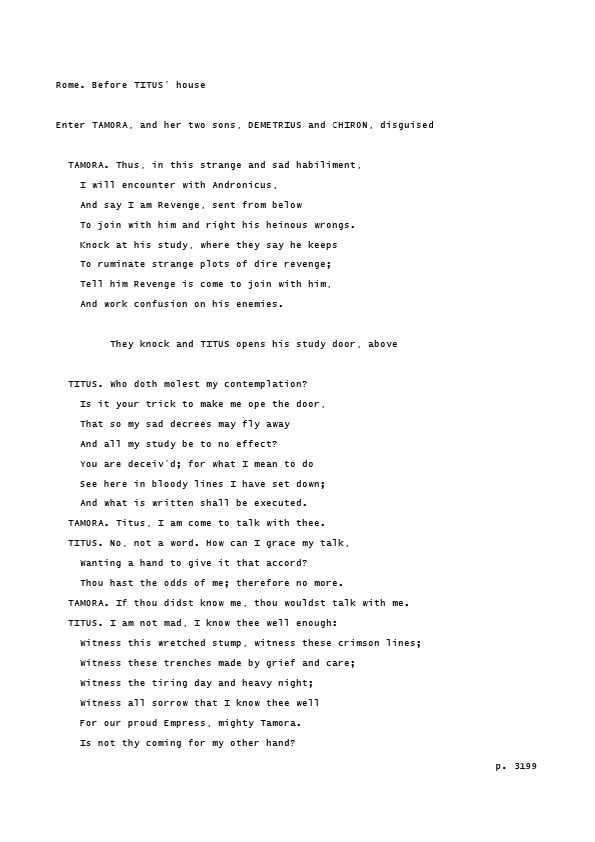 Rome. Before TITUS' house
Enter TAMORA, and her two sons, DEMETRIUS and CHIRON, disguised
TAMORA. Thus, in this strange and sad habiliment,
I will encounter with Andronicus,
And say I am Revenge, sent from below
To join with him and right his heinous wrongs.
Knock at his study, where they say he keeps
To ruminate strange plots of dire revenge;
Tell him Revenge is come to join with him,
And work confusion on his enemies.
They knock and TITUS opens his study door, above
TITUS. Who doth molest my contemplation?
Is it your trick to make me ope the door,
That so my sad decrees may fly away
And all my study be to no effect?
You are deceiv'd; for what I mean to do
See here in bloody lines I have set down;
And what is written shall be executed.
TAMORA. Titus, I am come to talk with thee.
TITUS. No, not a word. How can I grace my talk,
Wanting a hand to give it that accord?
Thou hast the odds of me; therefore no more.
TAMORA. If thou didst know me, thou wouldst talk with me.
TITUS. I am not mad, I know thee well enough:
Witness this wretched stump, witness these crimson lines;
Witness these trenches made by grief and care;
Witness the tiring day and heavy night;
Witness all sorrow that I know thee well
For our proud Empress, mighty Tamora.
Is not thy coming for my other hand?
p. 3199